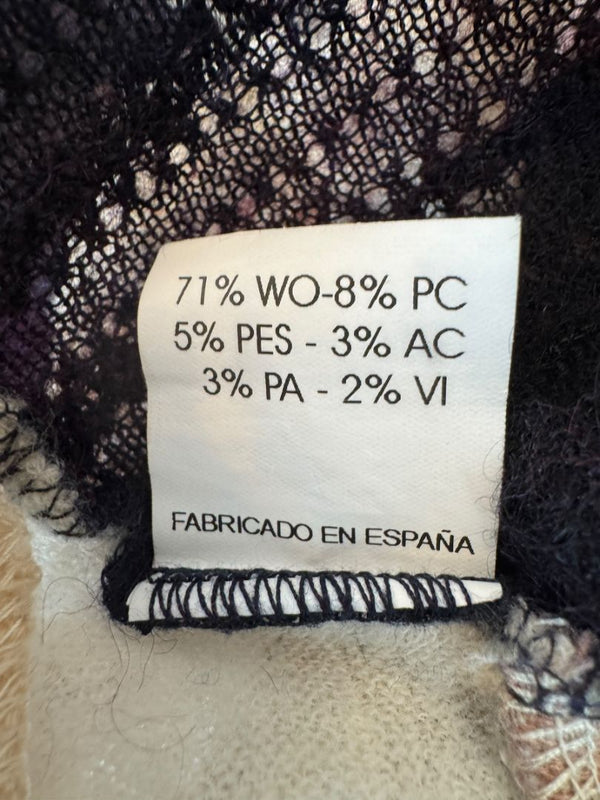 71% WO-8% PC
5% PES - 3% AC
3% PA - 2% VI
FABRICADO EN ESPAÑA